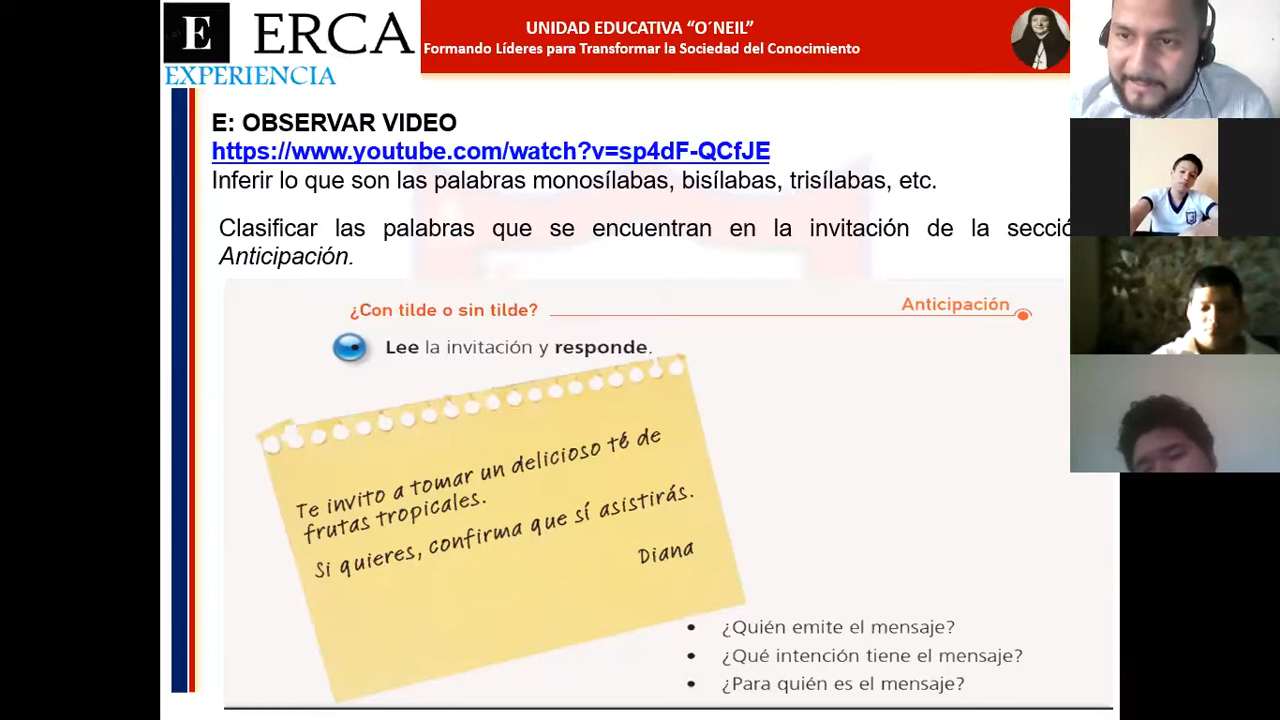 E ERCA
EXPERIENCIA
UNIDAD EDUCATIVA “O´NEIL”
Formando Líderes para Transformar la Sociedad del Conocimiento
E: OBSERVAR VIDEO
https://www.youtube.com/watch?v=sp4dF-QCfJE
Inferir lo que son las palabras monosílabas, bisílabas, trisílabas, etc.
Clasificar las palabras que se encuentran en la invitación de la secció
Anticipación.
¿Con tilde o sin tilde?
Anticipación
Lee la invitación y responde.
Te invito a tomar un delicioso té de
frutas tropicales.
Si quieres, confirma que sí asistirás.
Diana
• ¿Quién emite el mensaje?
• ¿Qué intención tiene el mensaje?
• ¿Para quién es el mensaje?